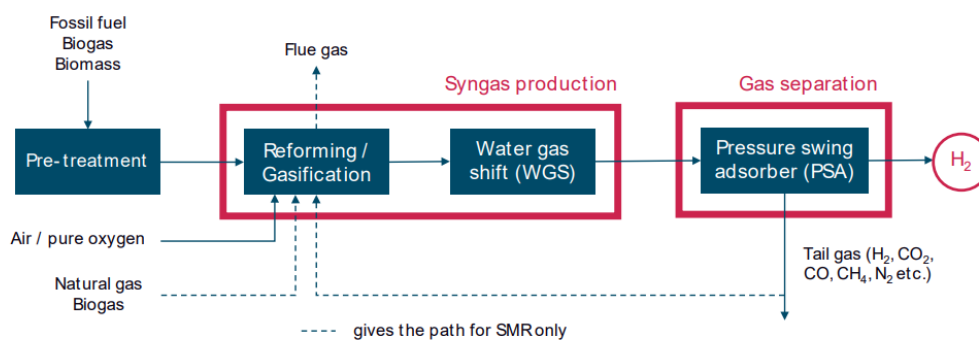 Fossil fuel
Biogas
Biomass
Flue gas
Syngas production
Gas separation
Pre-treatment
Reforming /
Gasification
Water gas
shift (WGS)
Pressure swing
adsorber (PSA)
H₂
Air / pure oxygen
Natural gas
Biogas
Tail gas (H₂, CO₂,
CO, CH₄, N₂ etc.)
gives the path for SMR only